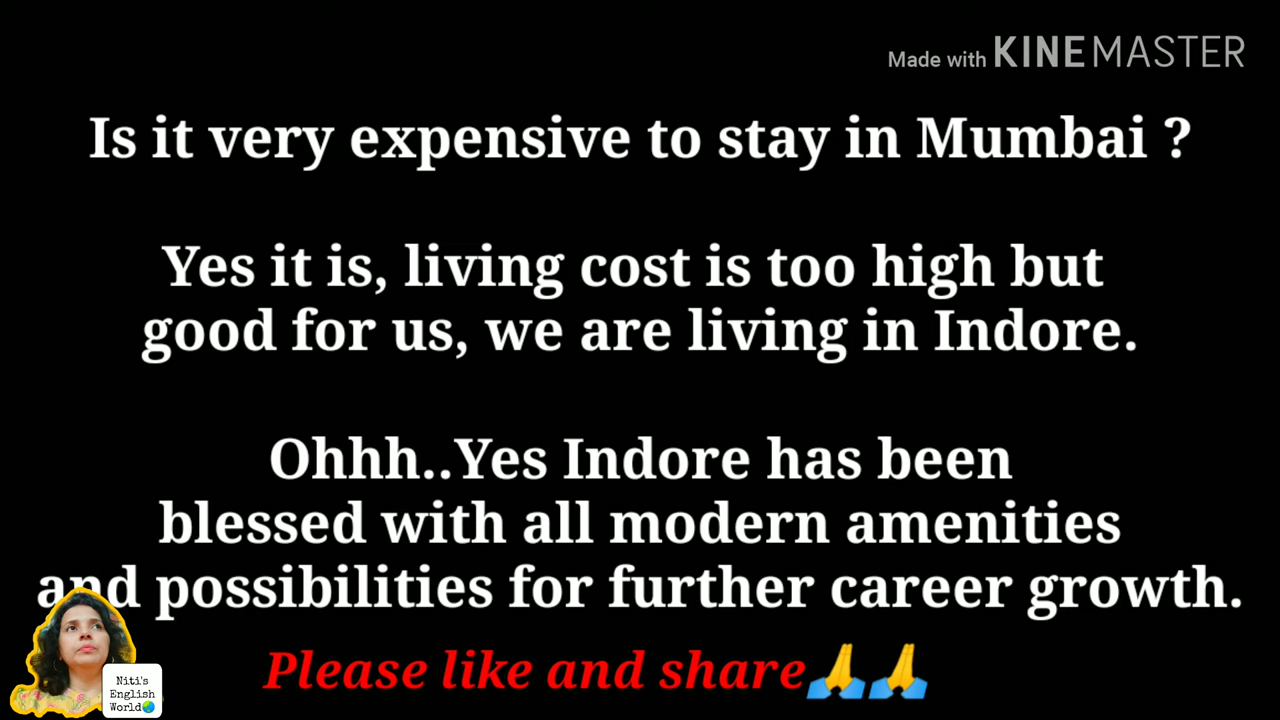 Made with KINEMASTER
Is it very expensive to stay in Mumbai ?
Yes it is, living cost is too high but
good for us, we are living in Indore.
Ohhh..Yes Indore has been
blessed with all modern amenities
and possibilities for further career growth.
Please like and share🙏🙏
Niti's
English
World🌏